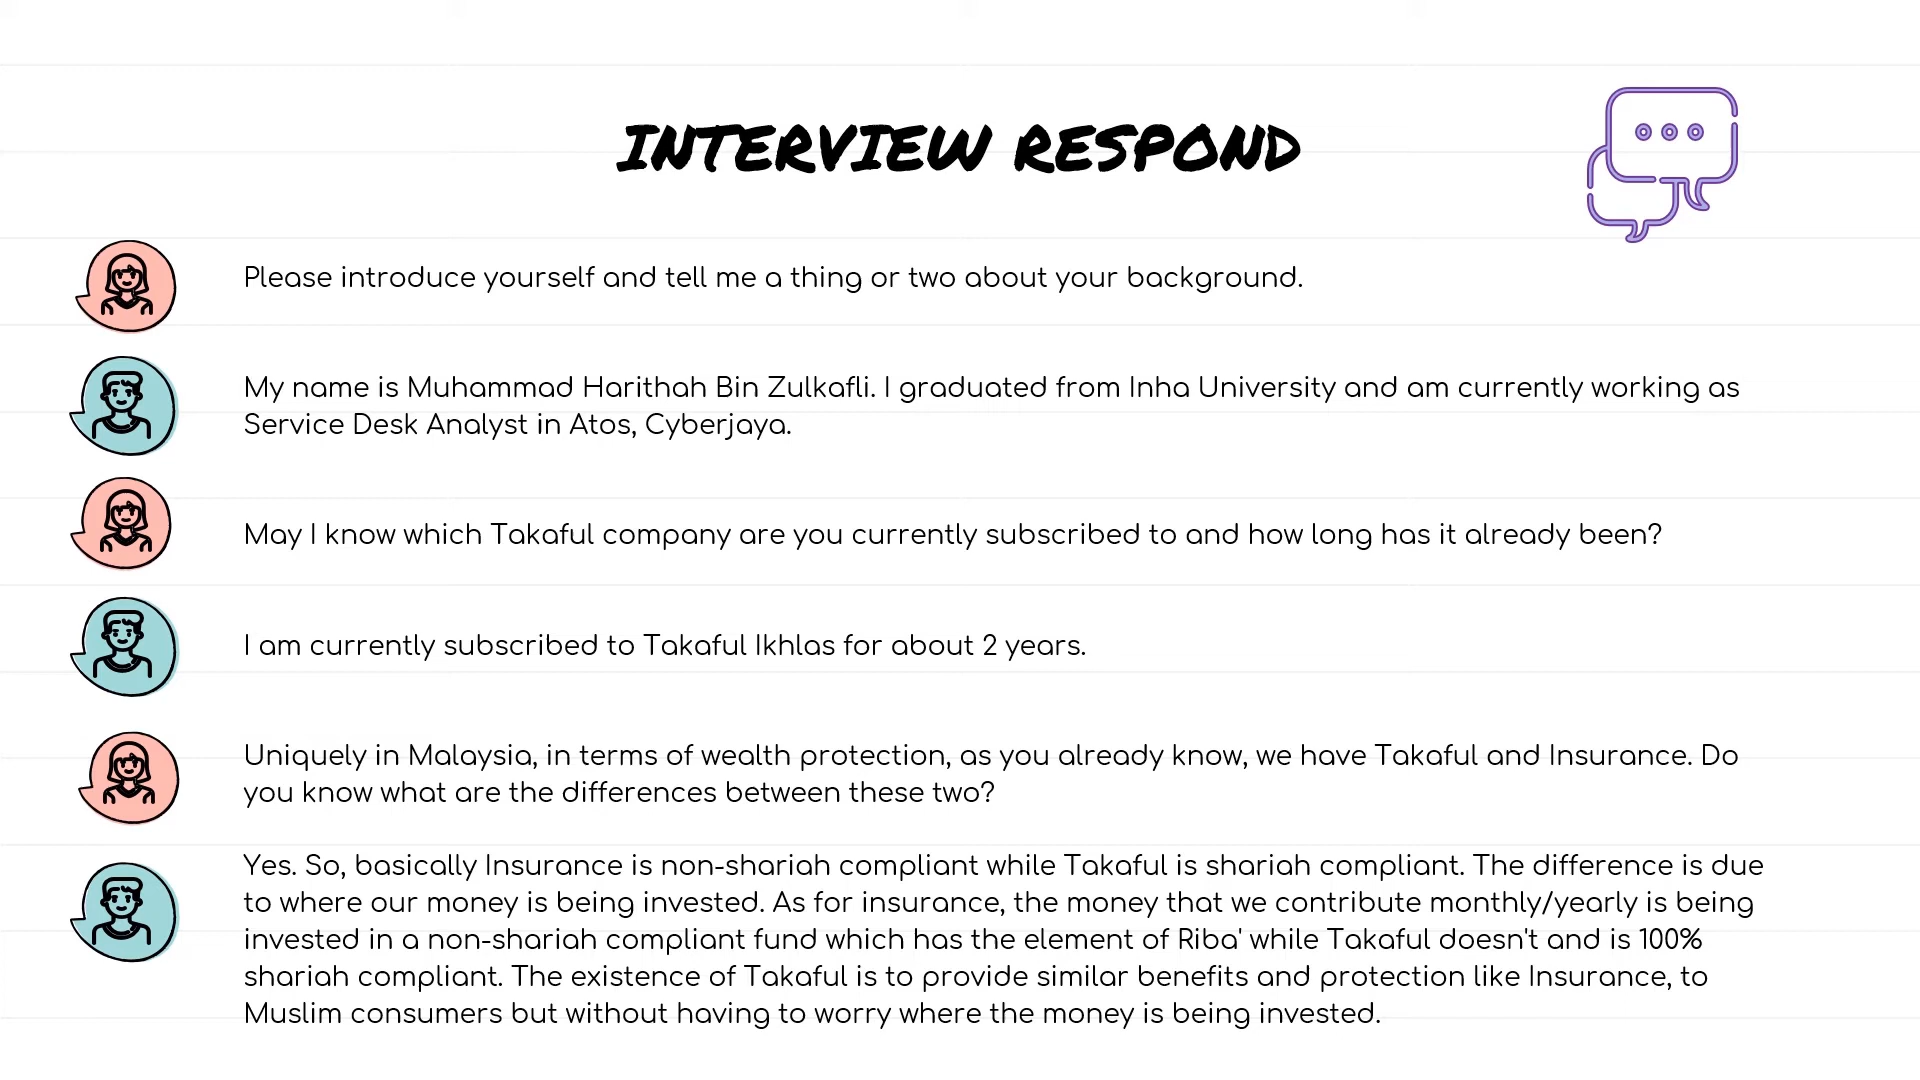 INTERVIEW RESPOND
Please introduce yourself and tell me a thing or two about your background.
My name is Muhammad Harithah Bin Zulkafli. I graduated from Inha University and am currently working as
Service Desk Analyst in Atos, Cyberjaya.
May I know which Takaful company are you currently subscribed to and how long has it already been?
I am currently subscribed to Takaful Ikhlas for about 2 years.
Uniquely in Malaysia, in terms of wealth protection, as you already know, we have Takaful and Insurance. Do
you know what are the differences between these two?
Yes. So, basically Insurance is non-shariah compliant while Takaful is shariah compliant. The difference is due
to where our money is being invested. As for insurance, the money that we contribute monthly/yearly is being
invested in a non-shariah compliant fund which has the element of Riba' while Takaful doesn't and is 100%
shariah compliant. The existence of Takaful is to provide similar benefits and protection like Insurance, to
Muslim consumers but without having to worry where the money is being invested.